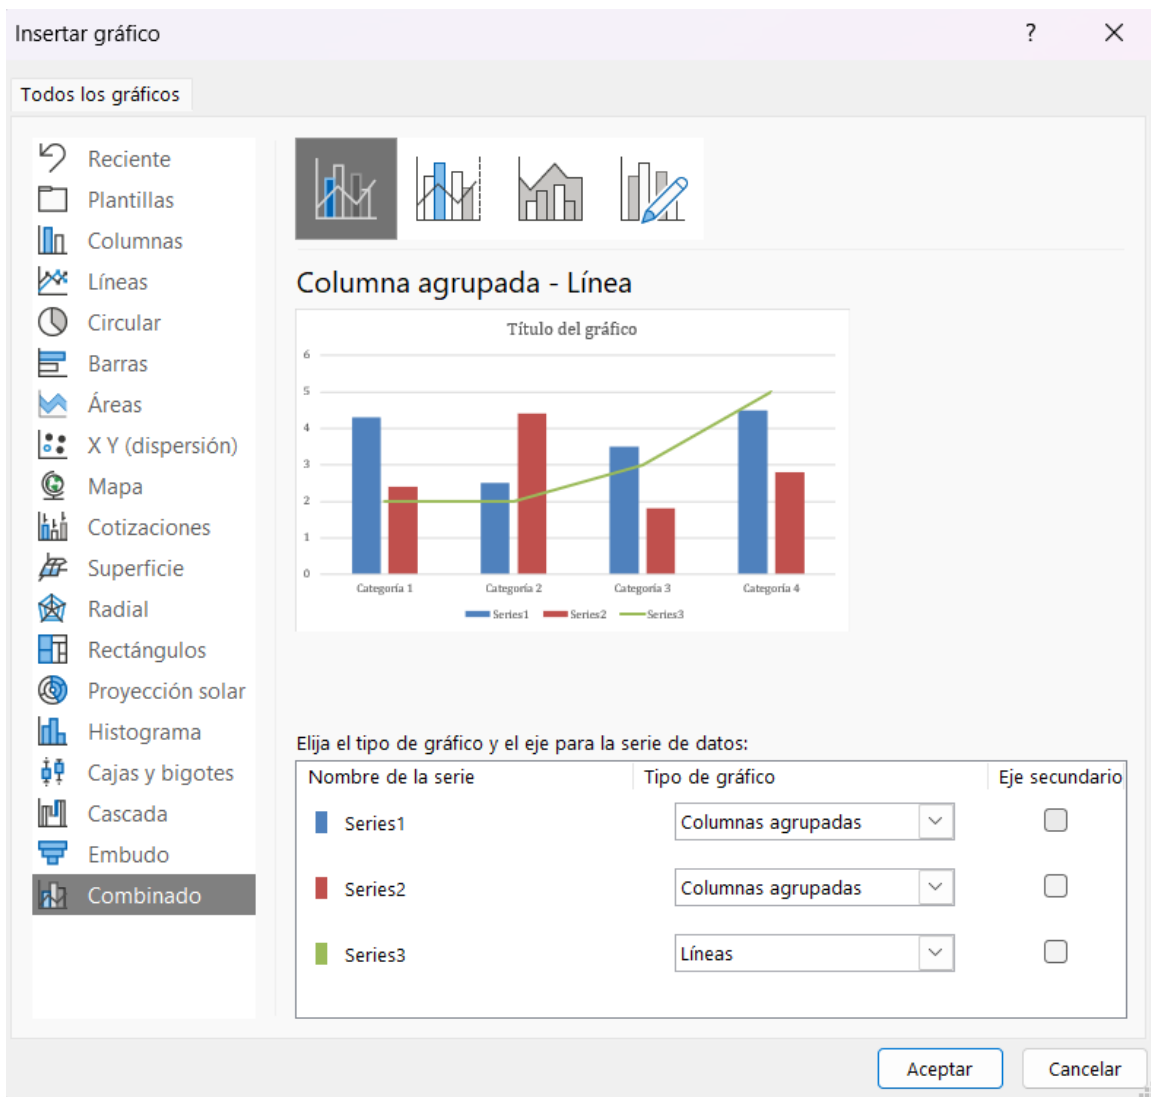 Insertar gráfico
?
Todos los gráficos
Reciente
Plantillas
Columnas
Líneas
Circular
Barras
Áreas
X Y (dispersión)
Mapa
Cotizaciones
Superficie
Radial
Rectángulos
Proyección solar
Histograma
Cajas y bigotes
Cascada
Embudo
Combinado
Columna agrupada - Línea
Título del gráfico
6
5
4
3
2
1
0
Categoría 1 Categoría 2 Categoría 3 Categoría 4
Series1 Series2 Series3
Elija el tipo de gráfico y el eje para la serie de datos:
Nombre de la serie Tipo de gráfico Eje secundario
Series1 Columnas agrupadas
Series2 Columnas agrupadas
Series3 Líneas
Aceptar Cancelar